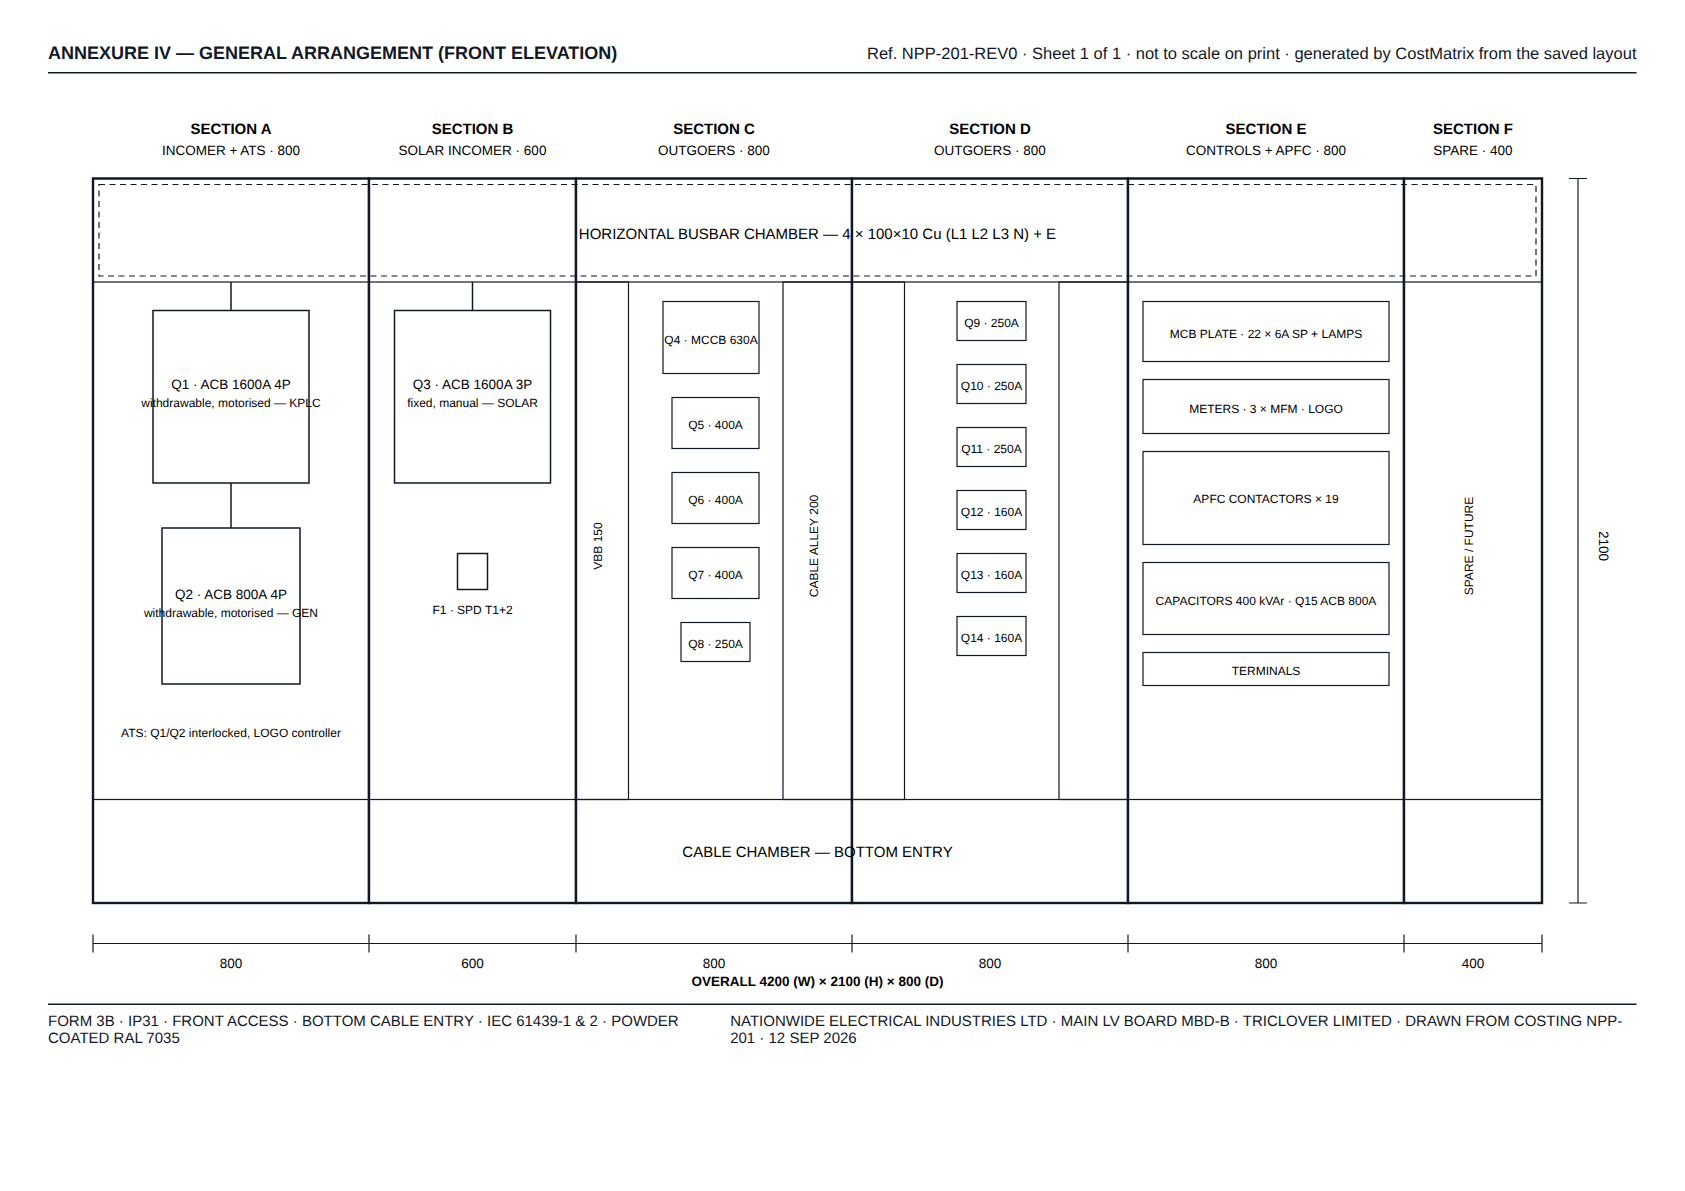 ANNEXURE IV — GENERAL ARRANGEMENT (FRONT ELEVATION)
Ref. NPP-201-REV0 · Sheet 1 of 1 · not to scale on print · generated by CostMatrix from the saved layout
SECTION A
INCOMER + ATS · 800
SECTION B
SOLAR INCOMER · 600
SECTION C
OUTGOERS · 800
SECTION D
OUTGOERS · 800
SECTION E
CONTROLS + APFC · 800
SECTION F
SPARE · 400
HORIZONTAL BUSBAR CHAMBER — 4 × 100×10 Cu (L1 L2 L3 N) + E
Q1 · ACB 1600A 4P
withdrawable, motorised — KPLC
Q2 · ACB 800A 4P
withdrawable, motorised — GEN
ATS: Q1/Q2 interlocked, LOGO controller
Q3 · ACB 1600A 3P
fixed, manual — SOLAR
F1 · SPD T1+2
VBB 150
Q4 · MCCB 630A
Q5 · 400A
Q6 · 400A
Q7 · 400A
Q8 · 250A
CABLE ALLEY 200
Q9 · 250A
Q10 · 250A
Q11 · 250A
Q12 · 160A
Q13 · 160A
Q14 · 160A
MCB PLATE · 22 × 6A SP + LAMPS
METERS · 3 × MFM · LOGO
APFC CONTACTORS × 19
CAPACITORS 400 kVAr · Q15 ACB 800A
TERMINALS
SPARE / FUTURE
2100
CABLE CHAMBER — BOTTOM ENTRY
800
600
800
800
800
400
OVERALL 4200 (W) × 2100 (H) × 800 (D)
FORM 3B · IP31 · FRONT ACCESS · BOTTOM CABLE ENTRY · IEC 61439-1 & 2 · POWDER
COATED RAL 7035
NATIONWIDE ELECTRICAL INDUSTRIES LTD · MAIN LV BOARD MBD-B · TRICLOVER LIMITED · DRAWN FROM COSTING NPP-
201 · 12 SEP 2026